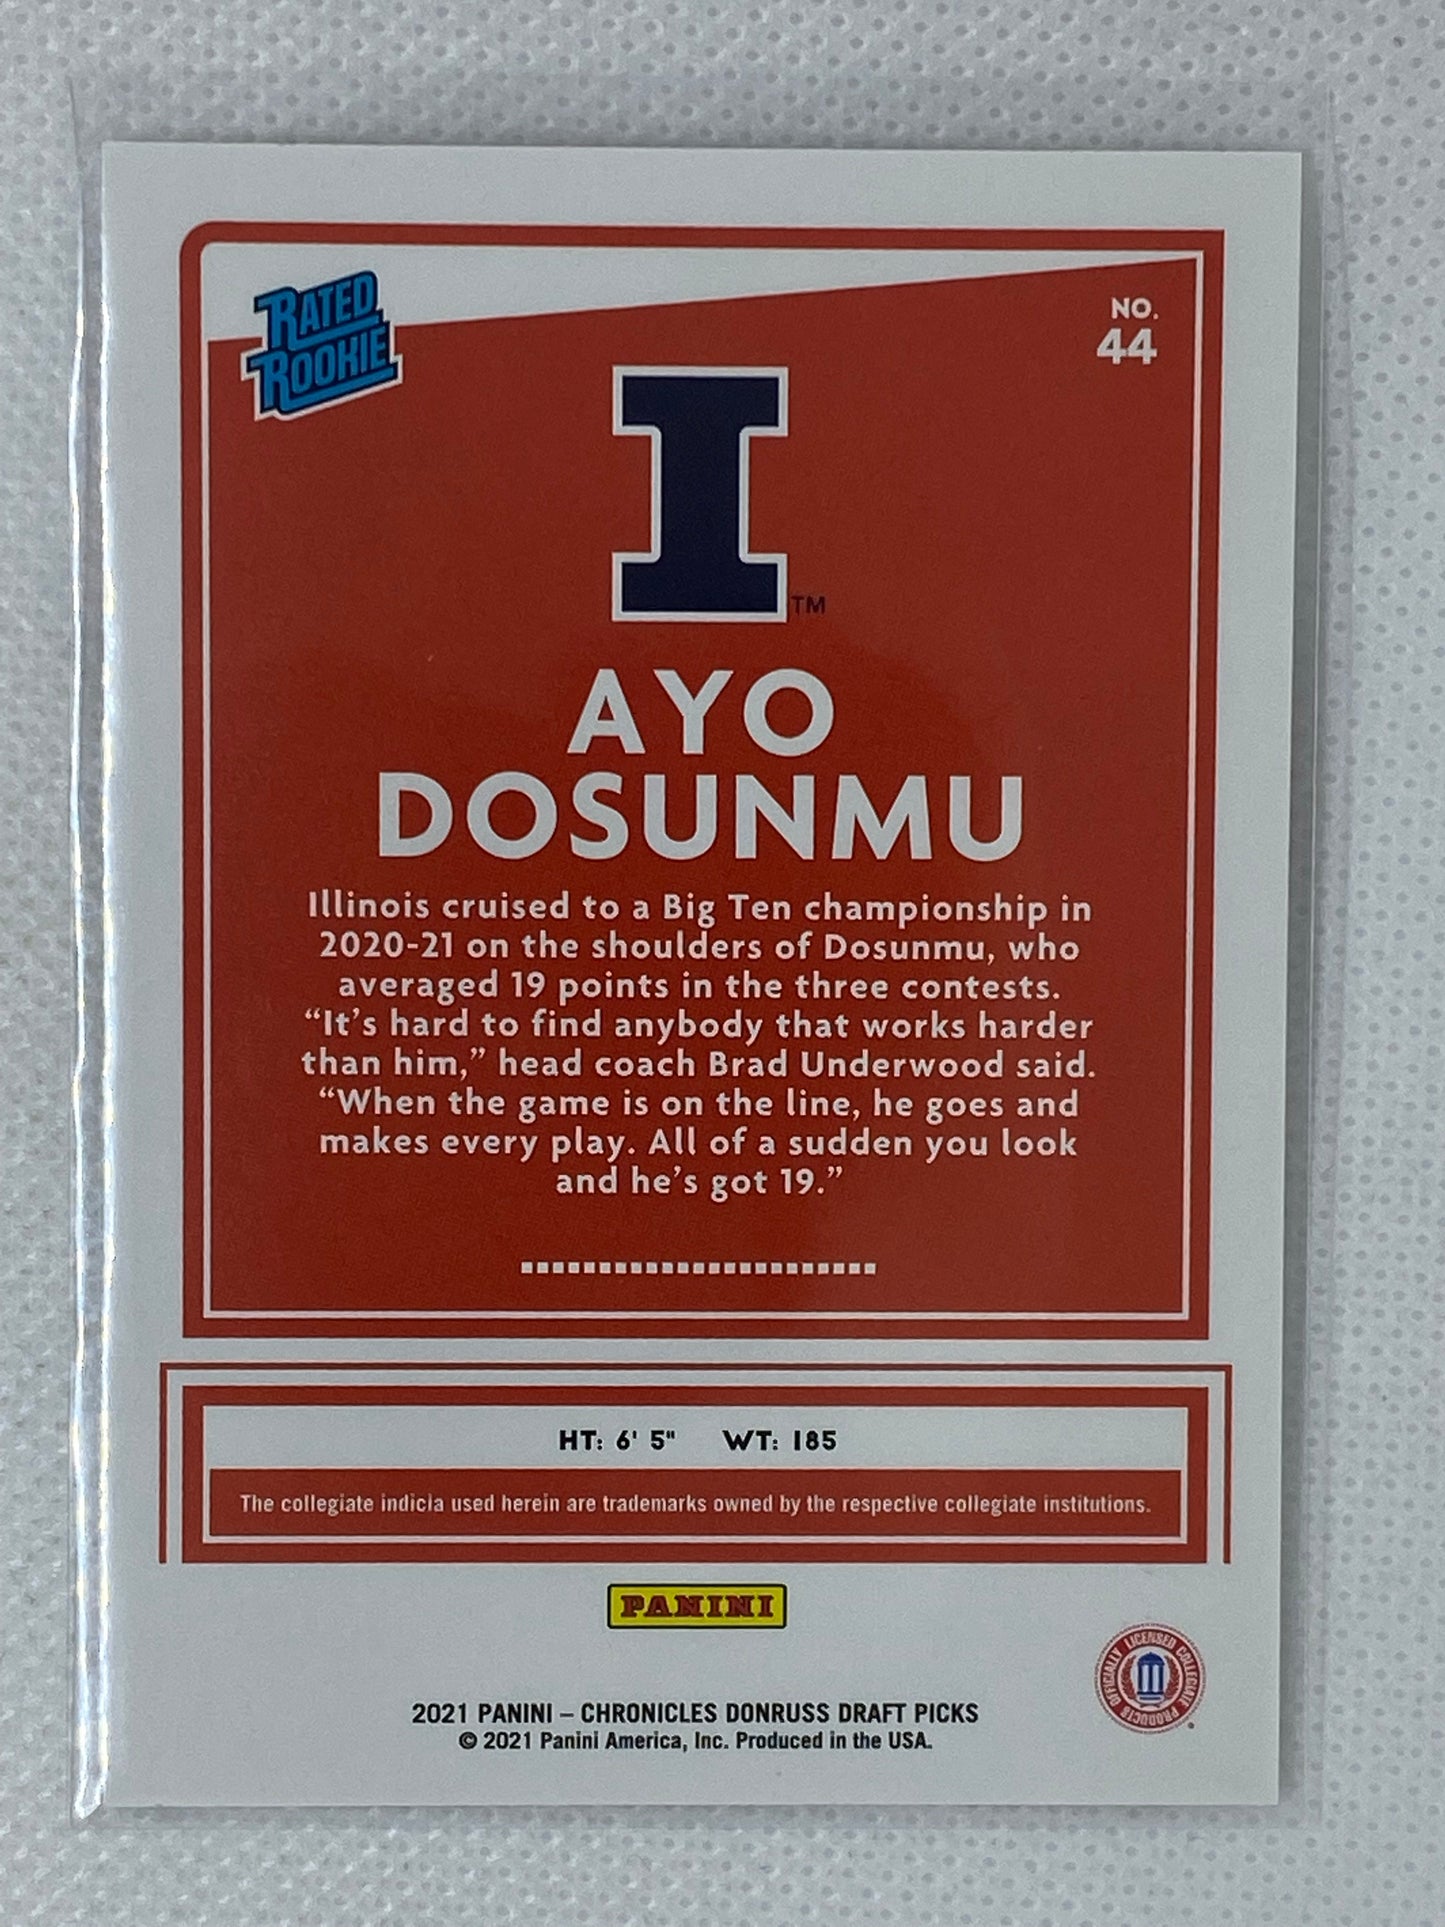 RATED
ROOKIE
NO.
44
I
TM
AYO
DOSUNMU
Illinois cruised to a Big Ten championship in
2020-21 on the shoulders of Dosunmu, who
averaged 19 points in the three contests.
“It’s hard to find anybody that works harder
than him,” head coach Brad Underwood said.
“When the game is on the line, he goes and
makes every play. All of a sudden you look
and he’s got 19.”
HT: 6' 5" WT: 185
The collegiate indicia used herein are trademarks owned by the respective collegiate institutions.
PANINI
OFFICIALLY LICENSED COLLEGIATE PRODUCTS
2021 PANINI – CHRONICLES DONRUSS DRAFT PICKS
© 2021 Panini America, Inc. Produced in the USA.